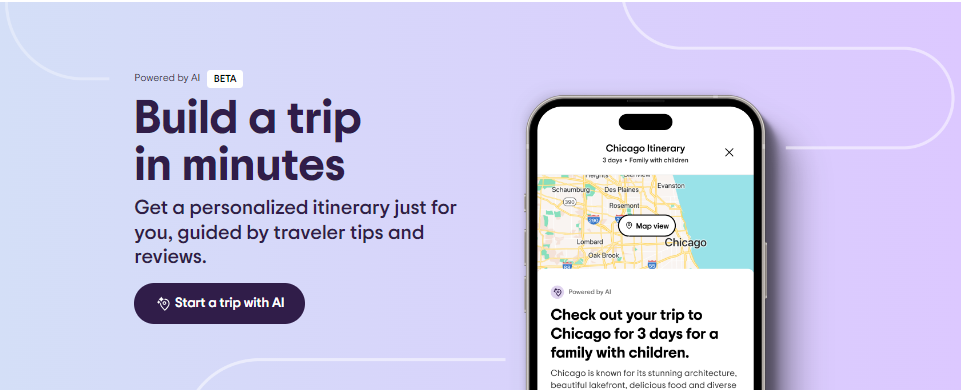 Powered by AI BETA
Build a trip
in minutes
Get a personalized itinerary just for
you, guided by traveler tips and
reviews.
Start a trip with AI
Chicago Itinerary
3 days • Family with children
Heights
Evanston
Schaumburg
Des Plaines
390
Rosemont
290
Map view
Lombard
Chicago
Oak Brook
Powered by AI
Check out your trip to
Chicago for 3 days for a
family with children.
Chicago is known for its stunning architecture,
beautiful lakefront, delicious food and diverse